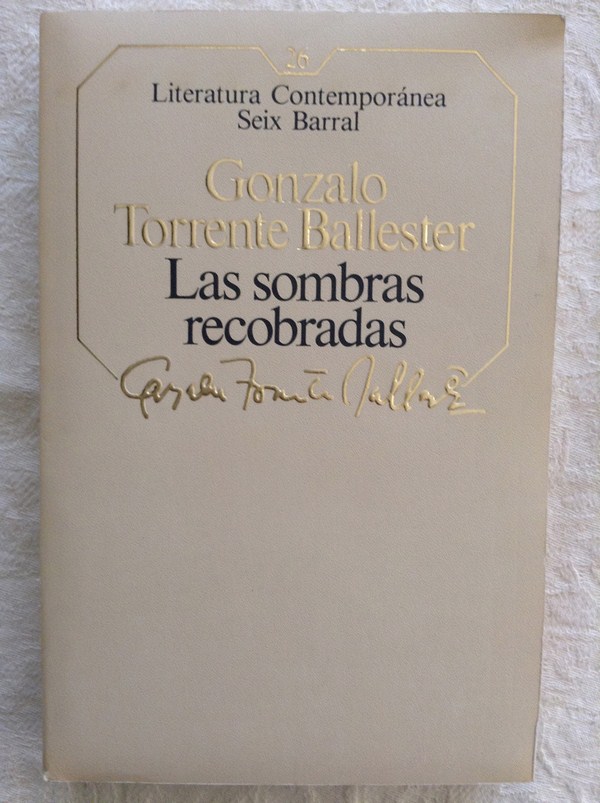 26
Literatura Contemporánea
Seix Barral
Gonzalo
Torrente Ballester
Las sombras
recobradas